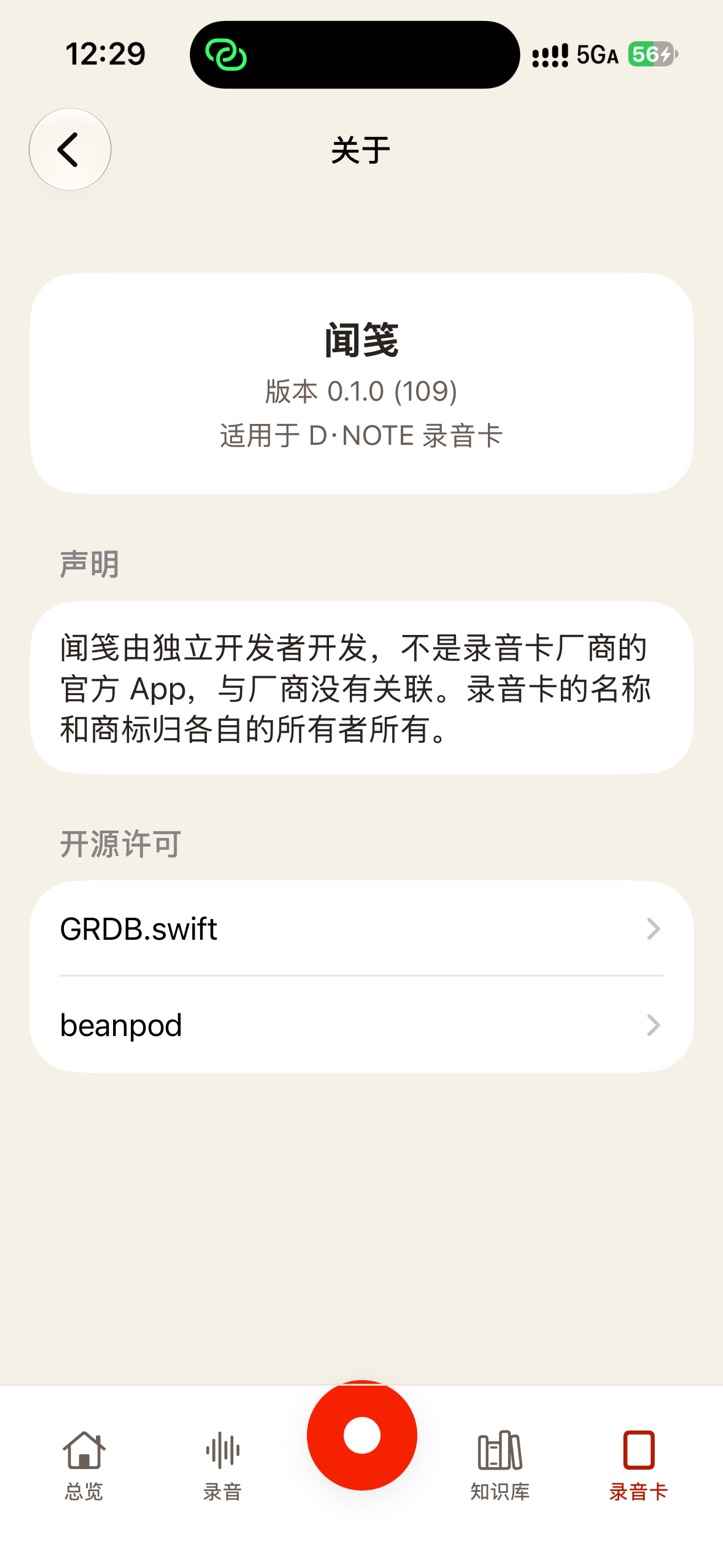 12:29
5GA
56
关于
闻笺
版本 0.1.0 (109)
适用于 D·NOTE 录音卡
声明
闻笺由独立开发者开发，不是录音卡厂商的
官方 App，与厂商没有关联。录音卡的名称
和商标归各自的所有者所有。
开源许可
GRDB.swift
beanpod
总览
录音
知识库
录音卡